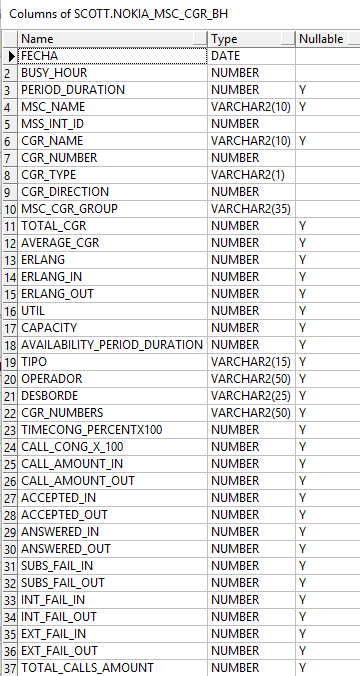 Columns of SCOTT.NOKIA_MSC_CGR_BH
Name Type Nullable
FECHA DATE
2 BUSY_HOUR NUMBER
3 PERIOD_DURATION NUMBER Y
4 MSC_NAME VARCHAR2(10) Y
5 MSS_INT_ID NUMBER
6 CGR_NAME VARCHAR2(10) Y
7 CGR_NUMBER NUMBER
8 CGR_TYPE VARCHAR2(1)
9 CGR_DIRECTION NUMBER
10 MSC_CGR_GROUP VARCHAR2(35)
11 TOTAL_CGR NUMBER Y
12 AVERAGE_CGR NUMBER Y
13 ERLANG NUMBER Y
14 ERLANG_IN NUMBER Y
15 ERLANG_OUT NUMBER Y
16 UTIL NUMBER Y
17 CAPACITY NUMBER Y
18 AVAILABILITY_PERIOD_DURATION NUMBER Y
19 TIPO VARCHAR2(15) Y
20 OPERADOR VARCHAR2(50) Y
21 DESBORDE VARCHAR2(25) Y
22 CGR_NUMBERS VARCHAR2(50) Y
23 TIMECONG_PERCENTX100 NUMBER Y
24 CALL_CONG_X_100 NUMBER Y
25 CALL_AMOUNT_IN NUMBER Y
26 CALL_AMOUNT_OUT NUMBER Y
27 ACCEPTED_IN NUMBER Y
28 ACCEPTED_OUT NUMBER Y
29 ANSWERED_IN NUMBER Y
30 ANSWERED_OUT NUMBER Y
31 SUBS_FAIL_IN NUMBER Y
32 SUBS_FAIL_OUT NUMBER Y
33 INT_FAIL_IN NUMBER Y
34 INT_FAIL_OUT NUMBER Y
35 EXT_FAIL_IN NUMBER Y
36 EXT_FAIL_OUT NUMBER Y
37 TOTAL_CALLS_AMOUNT NUMBER Y